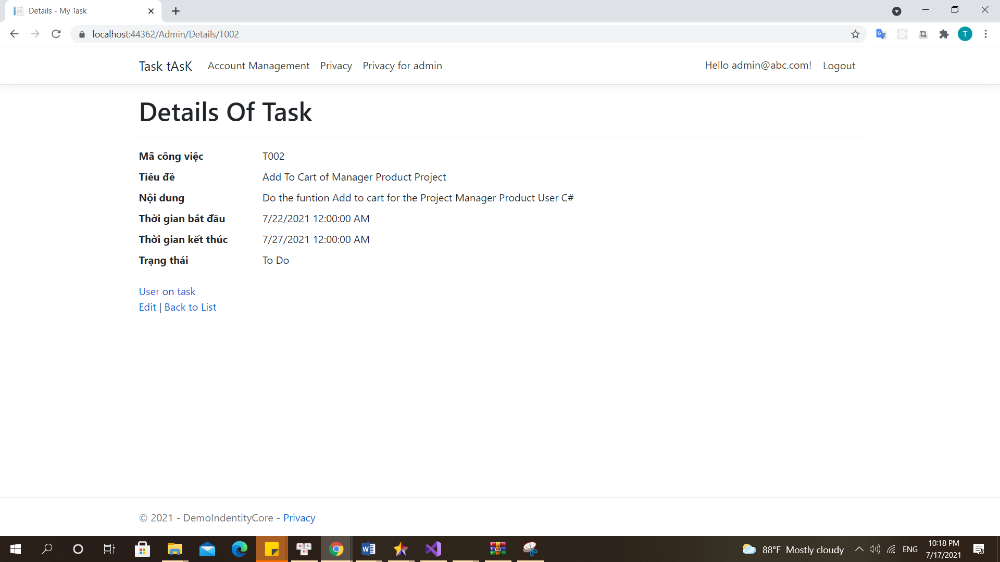 Details - My Task
localhost:44362/Admin/Details/T002
T
Task tAsK Account Management Privacy Privacy for admin Hello admin@abc.com! Logout
Details Of Task
Mã công việc T002
Tiêu đề Add To Cart of Manager Product Project
Nội dung Do the funtion Add to cart for the Project Manager Product User C#
Thời gian bắt đầu 7/22/2021 12:00:00 AM
Thời gian kết thúc 7/27/2021 12:00:00 AM
Trạng thái To Do
User on task
Edit | Back to List
© 2021 - DemoIndentityCore - Privacy
88°F Mostly cloudy ENG 10:18 PM
7/17/2021